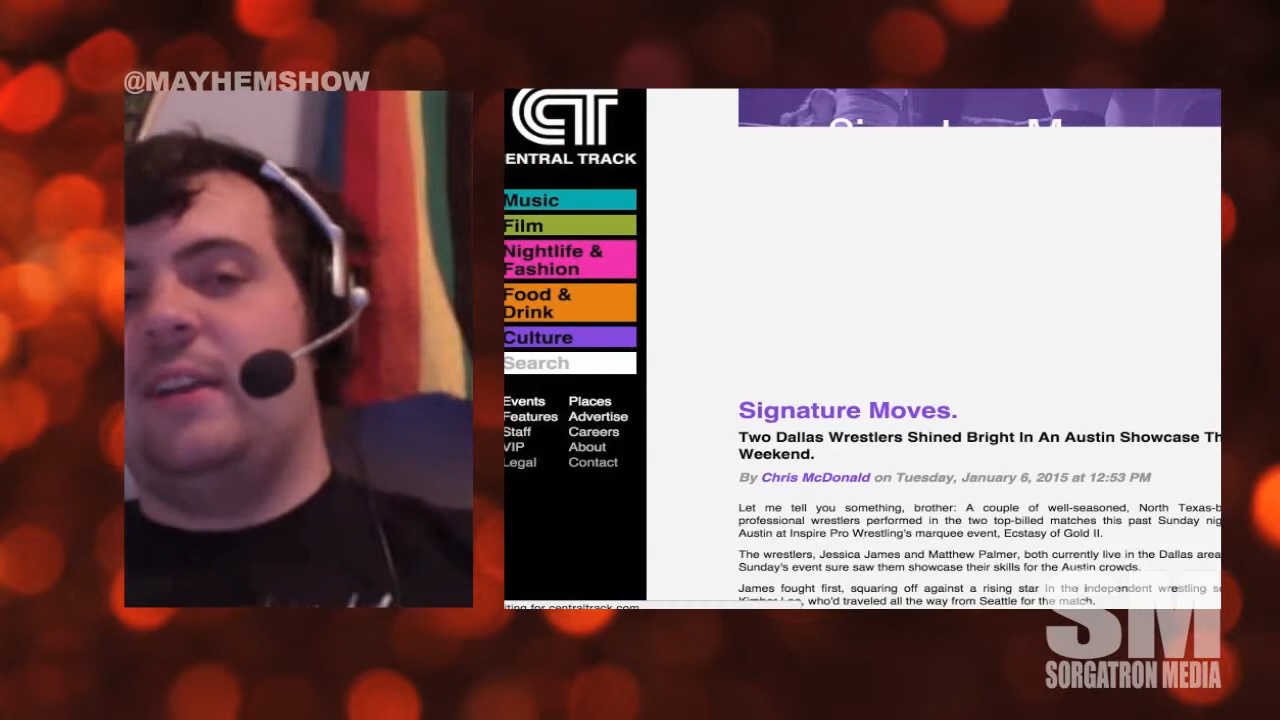 @MAYHEMSHOW
CT
ENTRAL TRACK
Music
Film
Nightlife &
Fashion
Food &
Drink
Culture
Search
Events Places
Features Advertise
Staff Careers
VIP About
Legal Contact
Signature Moves.
Two Dallas Wrestlers Shined Bright In An Austin Showcase Th
Weekend.
By Chris McDonald on Tuesday, January 6, 2015 at 12:53 PM
Let me tell you something, brother: A couple of well-seasoned, North Texas-b
professional wrestlers performed in the two top-billed matches this past Sunday nig
Austin at Inspire Pro Wrestling's marquee event, Ecstasy of Gold II.
The wrestlers, Jessica James and Matthew Palmer, both currently live in the Dallas area
Sunday's event sure saw them showcase their skills for the Austin crowds.
James fought first, squaring off against a rising star in the independent wrestling s
who'd traveled all the way from Seattle for the match.
iting for centraltrack.com
SM
SORGATRON MEDIA